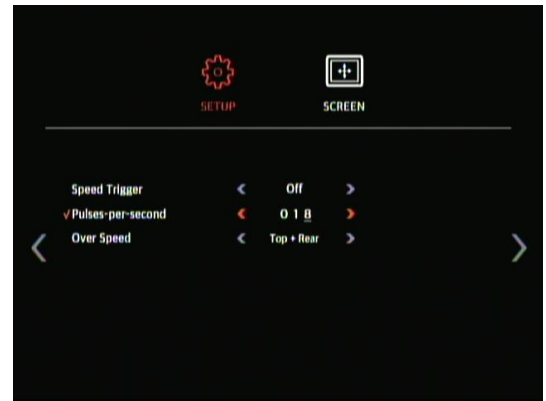 SETUP SCREEN
Speed Trigger < Off >
√ Pulses-per-second < 0 1 8 >
Over Speed < Top + Rear >